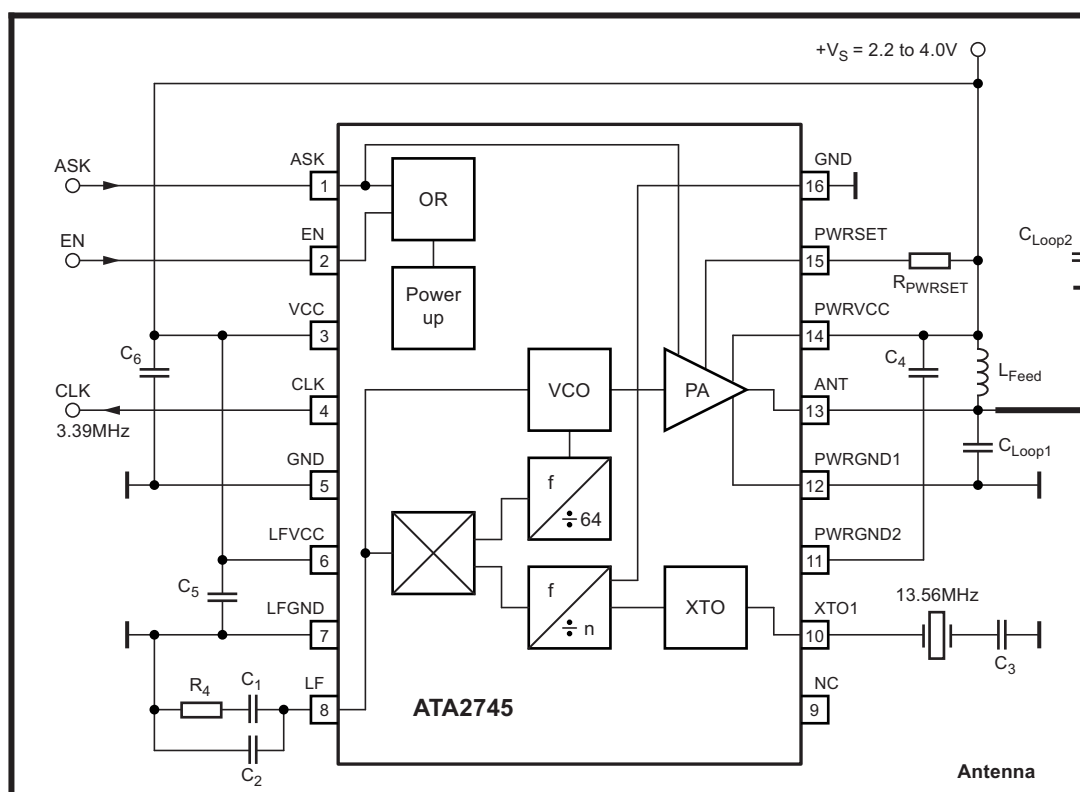 +VS = 2.2 to 4.0V
ASK
ASK
1
OR
GND
16
EN
EN
2
PWRSET
15
RPWRSET
CLoop2
Power
up
VCC
3
PWRVCC
14
C6
C4
LFeed
CLK
3.39MHz
CLK
4
VCO
PA
ANT
13
GND
5
f
÷ 64
PWRGND1
12
CLoop1
LFVCC
6
PWRGND2
11
C5
LFGND
7
f
÷ n
XTO
XTO1
10
13.56MHz
C3
R4
C1
LF
8
C2
ATA2745
NC
9
Antenna